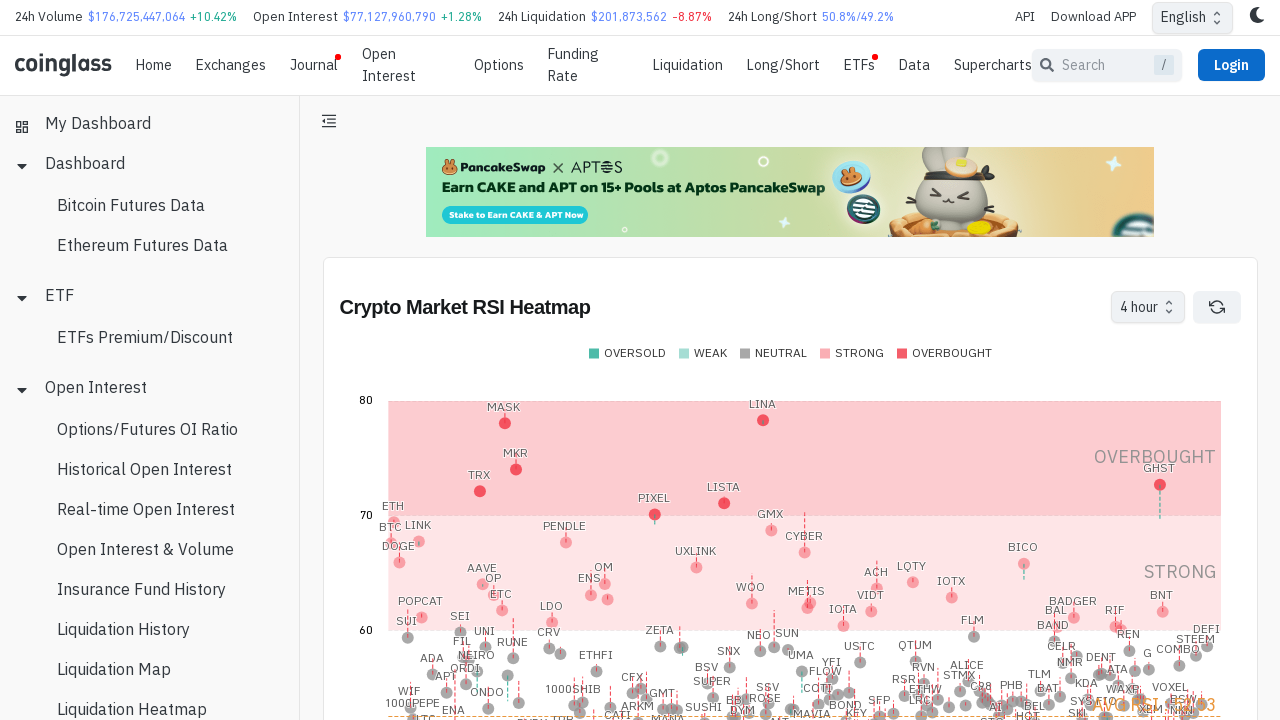 24h Volume $176,725,447,064 +10.42% Open Interest $77,127,960,790 +1.28% 24h Liquidation $201,873,562 -8.87% 24h Long/Short 50.8%/49.2% API Download APP English
coinglass Home Exchanges Journal Open Interest Options Funding Rate Liquidation Long/Short ETFs Data Supercharts Search / Login
My Dashboard
Dashboard
Bitcoin Futures Data
Ethereum Futures Data
ETF
ETFs Premium/Discount
Open Interest
Options/Futures OI Ratio
Historical Open Interest
Real-time Open Interest
Open Interest & Volume
Insurance Fund History
Liquidation History
Liquidation Map
Liquidation Heatmap
PancakeSwap × APTOS
Earn CAKE and APT on 15+ Pools at Aptos PancakeSwap
Stake to Earn CAKE & APT Now
Crypto Market RSI Heatmap
4 hour
OVERSOLD WEAK NEUTRAL STRONG OVERBOUGHT
80
MASK LINA
OVERBOUGHT
MKR
GHST
TRX
LISTA
PIXEL
ETH
70
GMX
BTC LINK PENDLE
CYBER
DOGE
BICO
UXLINK
OM LQTY
STRONG
AAVE ACH
OP ENS
IOTX
WOO METIS
ETC VIDT BNT
POPCAT BADGER
LDO IOTA BAL RIF
SUI SEI FLM
BAND
60
UNI CRV ZETA NEO SUN REN DEFI
FIL RUNE USTC QTUM CELR STEEM
ADA NEIRO ETHFI SNX UMA DENT G COMBO
YFI NMR
ORDI BSV FLOW RVN ALICE ATA
APT CFX SUPER RSR STMX TLM KDA
WIF ONDO 1000SHIB GMT SSV COTI ETHW PHB BAT WAXP VOXEL
1000PEPE ARKM SUSHI ROSE BOND SFP LRC BEL SYS
ENA CATI MAVIA KEY
LTC MANA HOT XEM